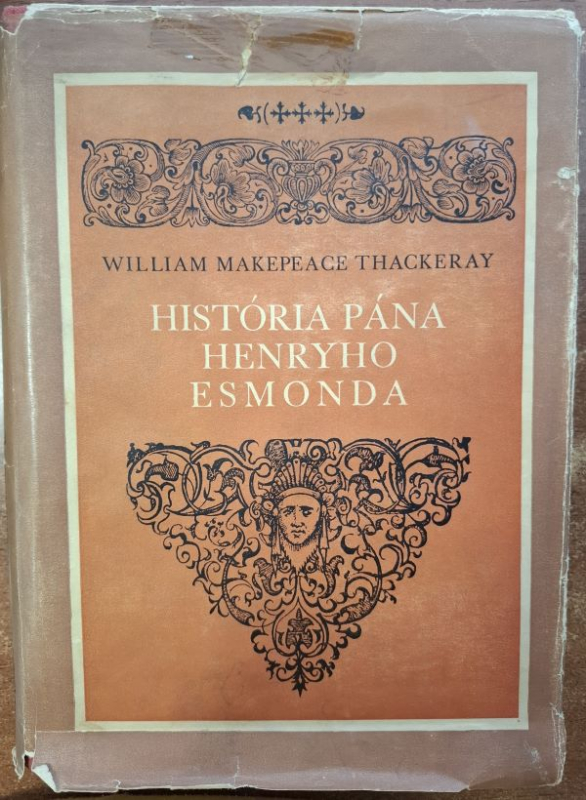 WILLIAM MAKEPEACE THACKERAY
HISTÓRIA PÁNA
HENRYHO
ESMONDA